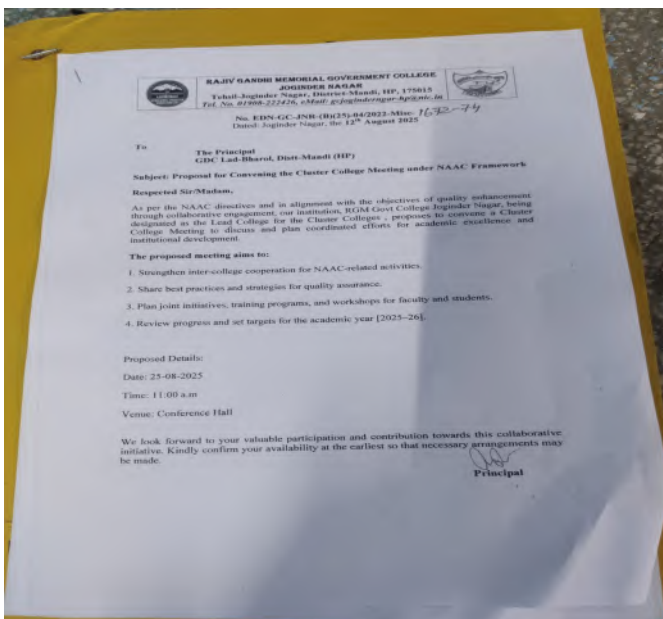 RAJIV GANDHI MEMORIAL GOVERNMENT COLLEGE
JOGINDER NAGAR
Tehsil-Joginder Nagar, District-Mandi, HP, 175015
Tel. No. 01908-222426, eMail: gcjogindernagar-hp@nic.in
No. EDN-GC-JNR-(B)(25)-04/2022-Misc- 1672-74
Dated: Joginder Nagar, the 12th August 2025
To
The Principal
GDC Lad-Bharol, Distt-Mandi (HP)
Subject: Proposal for Convening the Cluster College Meeting under NAAC Framework
Respected Sir/Madam,
As per the NAAC directives and in alignment with the objectives of quality enhancement
through collaborative engagement, our institution, RGM Govt College Joginder Nagar, being
designated as the Lead College for the Cluster Colleges , proposes to convene a Cluster
College Meeting to discuss and plan coordinated efforts for academic excellence and
institutional development.
The proposed meeting aims to:
1. Strengthen inter-college cooperation for NAAC-related activities.
2. Share best practices and strategies for quality assurance.
3. Plan joint initiatives, training programs, and workshops for faculty and students.
4. Review progress and set targets for the academic year [2025-26].
Proposed Details:
Date: 25-08-2025
Time: 11:00 a.m
Venue: Conference Hall
We look forward to your valuable participation and contribution towards this collaborative
initiative. Kindly confirm your availability at the earliest so that necessary arrangements may
be made.
Principal